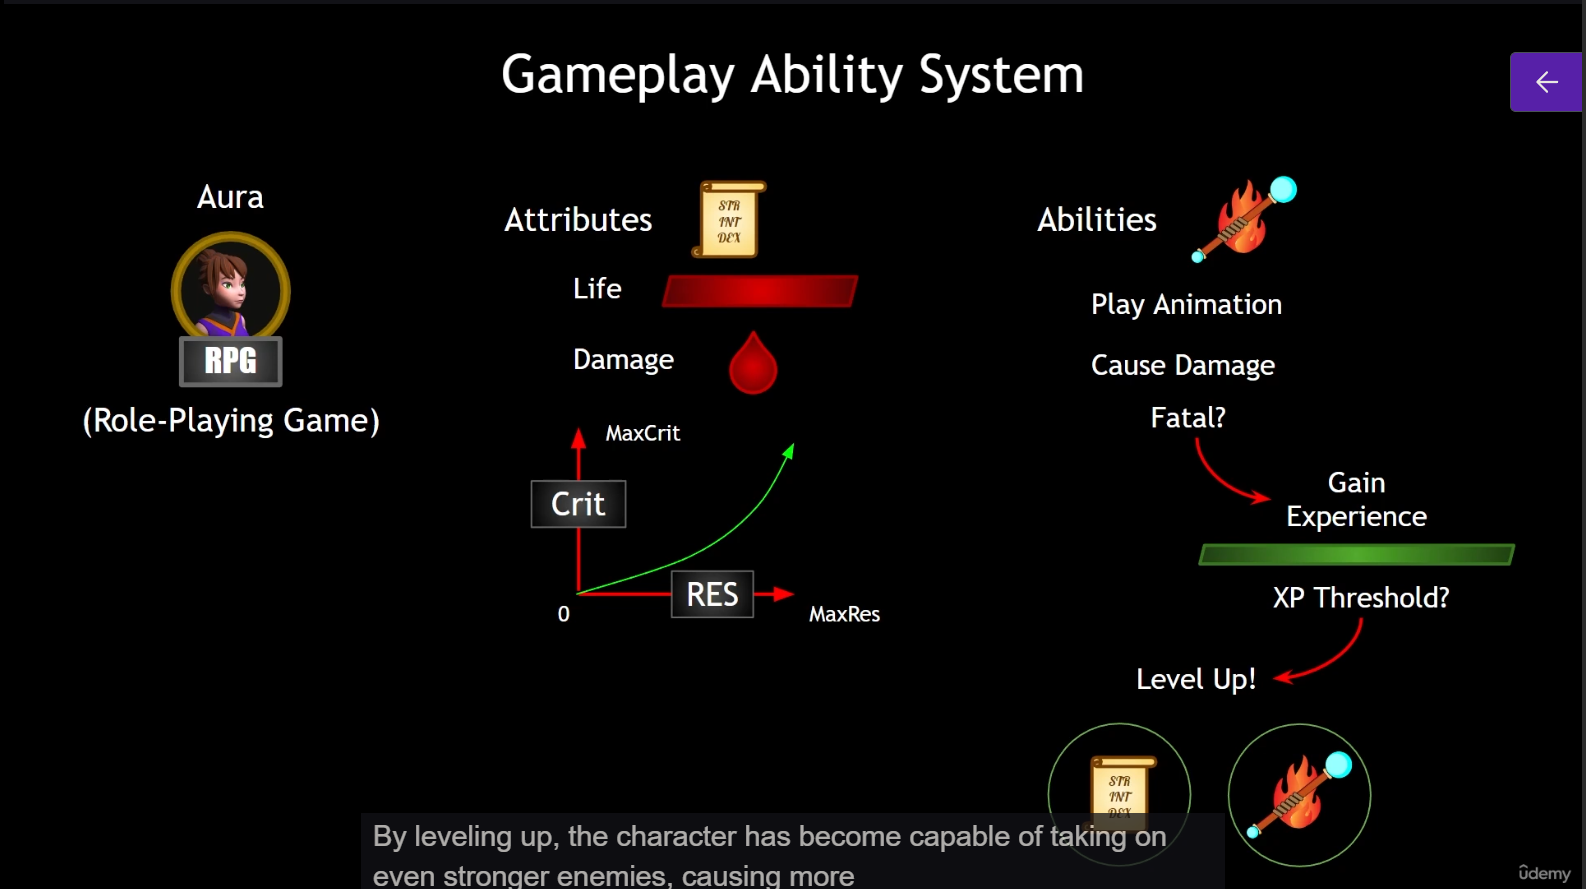 Gameplay Ability System
Aura
RPG
(Role-Playing Game)
Attributes
STR
INT
DEX
Life
Damage
MaxCrit
Crit
RES
0
MaxRes
Abilities
Play Animation
Cause Damage
Fatal?
Gain
Experience
XP Threshold?
Level Up!
STR
INT
DEX
By leveling up, the character has become capable of taking on
even stronger enemies, causing more
ûdemy